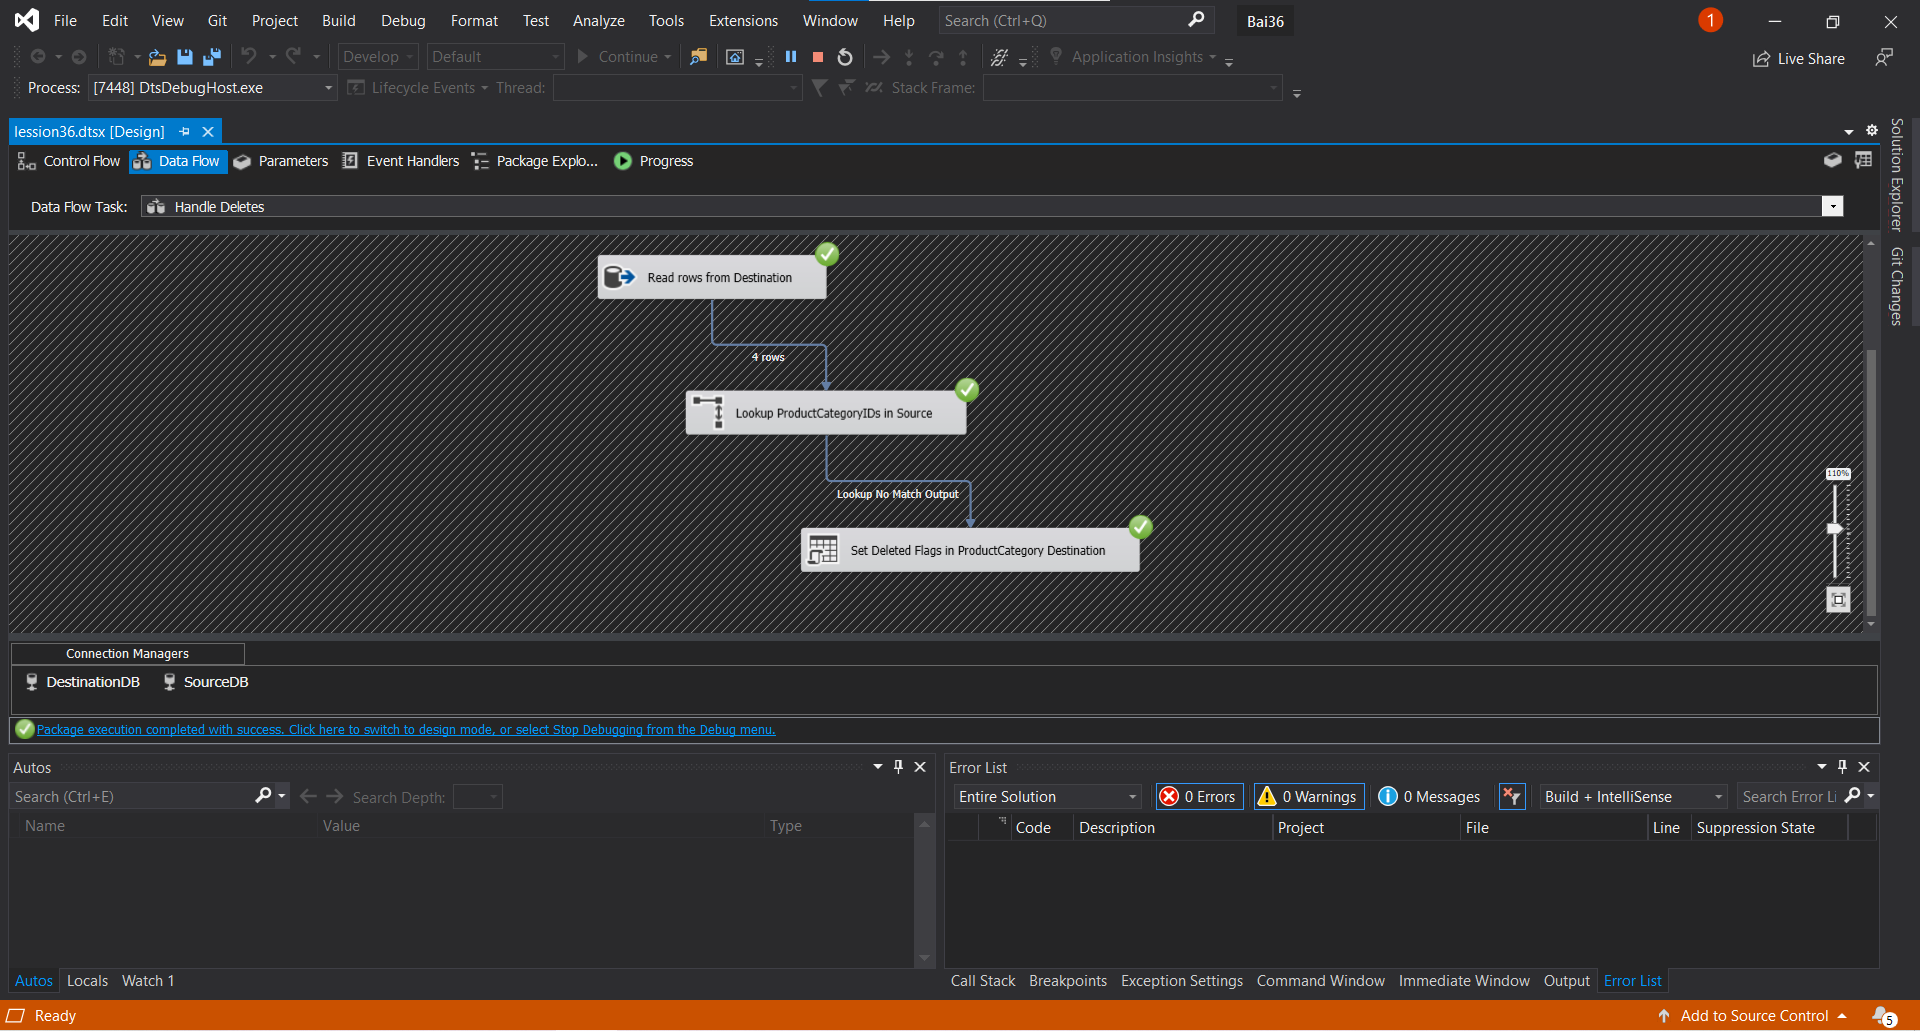 File Edit View Git Project Build Debug Format Test Analyze Tools Extensions Window Help Search (Ctrl+Q) Bai36 1
Develop Default Continue Application Insights Live Share
Process: [7448] DtsDebugHost.exe Lifecycle Events Thread: Stack Frame:
lession36.dtsx [Design]
Control Flow Data Flow Parameters Event Handlers Package Explo... Progress
Data Flow Task: Handle Deletes
Solution Explorer
Git Changes
Read rows from Destination
4 rows
Lookup ProductCategoryIDs in Source
110%
Lookup No Match Output
Set Deleted Flags in ProductCategory Destination
Connection Managers
DestinationDB SourceDB
Package execution completed with success. Click here to switch to design mode, or select Stop Debugging from the Debug menu.
Autos
Search (Ctrl+E) Search Depth:
Name Value Type
Autos Locals Watch 1
Error List
Entire Solution 0 Errors 0 Warnings 0 Messages Build + IntelliSense Search Error Li
Code Description Project File Line Suppression State
Call Stack Breakpoints Exception Settings Command Window Immediate Window Output Error List
Ready Add to Source Control 5